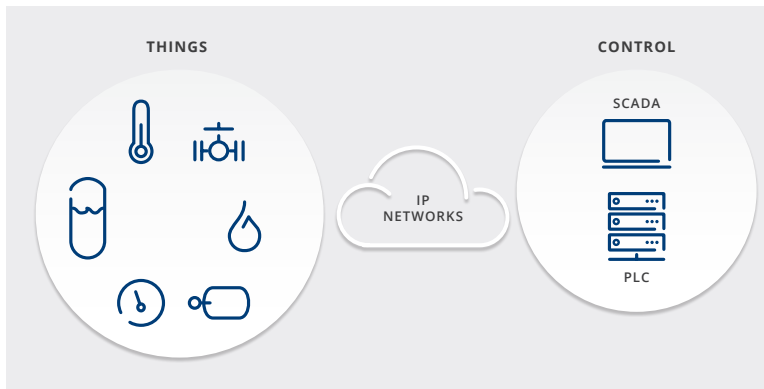 THINGS
CONTROL
SCADA
IP
NETWORKS
PLC